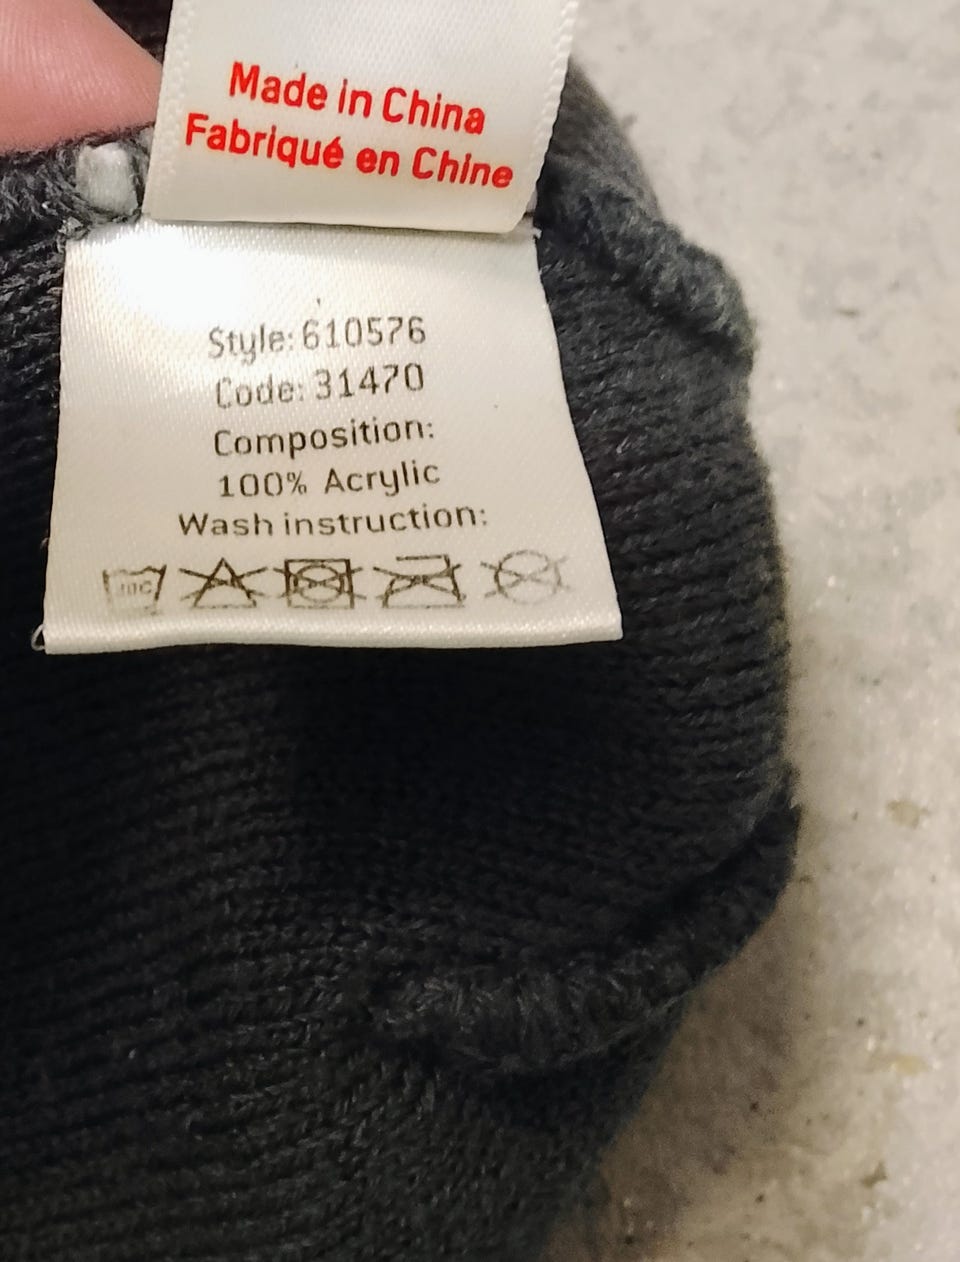 Made in China
Fabriqué en Chine
Style: 610576
Code: 31470
Composition:
100% Acrylic
Wash instruction: